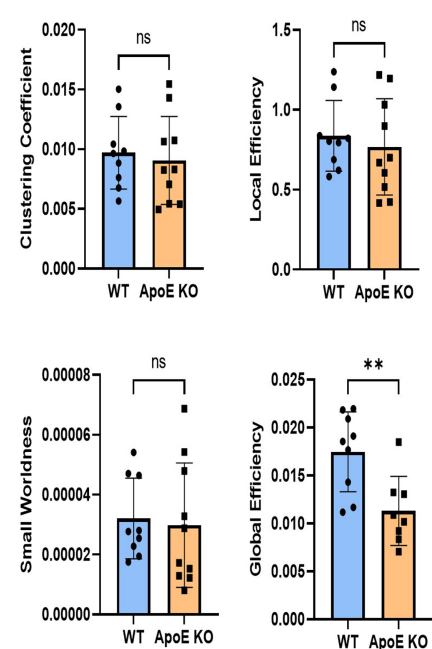 Clustering Coefficient
0.020
0.015
0.010
0.005
0.000
ns
WT ApoE KO
Local Efficiency
1.5
1.0
0.5
0.0
ns
WT ApoE KO
Small Worldness
0.00008
0.00006
0.00004
0.00002
0.00000
ns
WT ApoE KO
Global Efficiency
0.025
0.020
0.015
0.010
0.005
0.000
**
WT ApoE KO